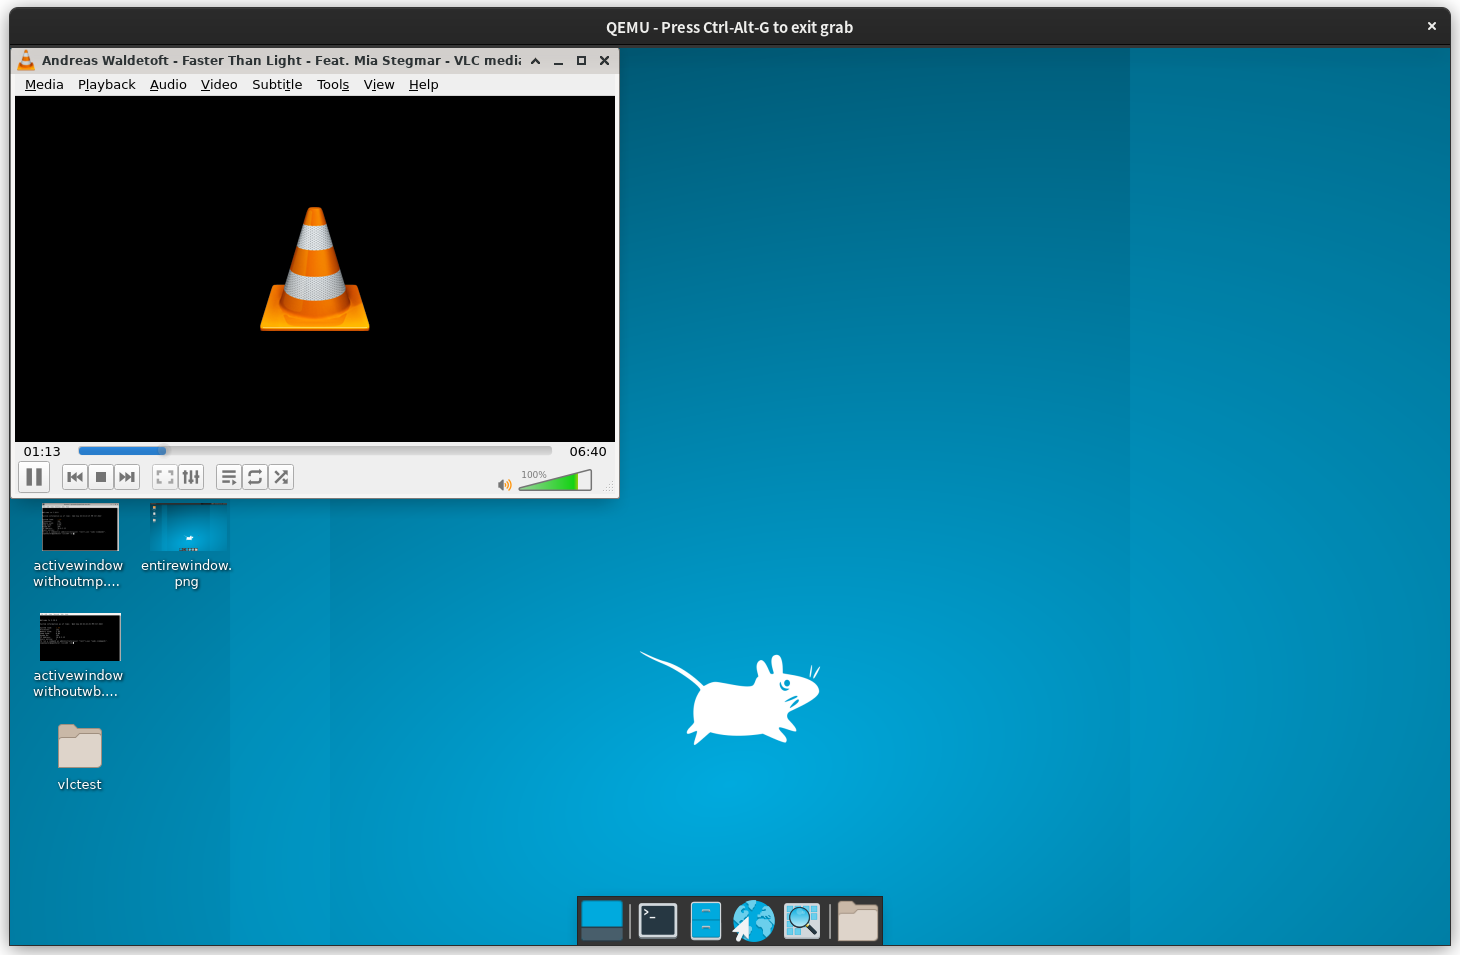 QEMU - Press Ctrl-Alt-G to exit grab
Andreas Waldetoft - Faster Than Light - Feat. Mia Stegmar - VLC media
Media Playback Audio Video Subtitle Tools View Help
01:13 06:40
100%
activewindow
withoutmp....
entirewindow.
png
activewindow
withoutwb....
vlctest